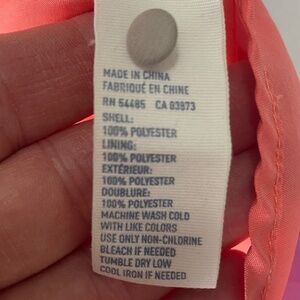 MADE IN CHINA
FABRIQUÉ EN CHINE
RN 54485 CA 03873
SHELL:
100% POLYESTER
LINING:
100% POLYESTER
EXTÉRIEUR:
100% POLYESTER
DOUBLURE:
100% POLYESTER
MACHINE WASH COLD
WITH LIKE COLORS
USE ONLY NON-CHLORINE
BLEACH IF NEEDED
TUMBLE DRY LOW
COOL IRON IF NEEDED